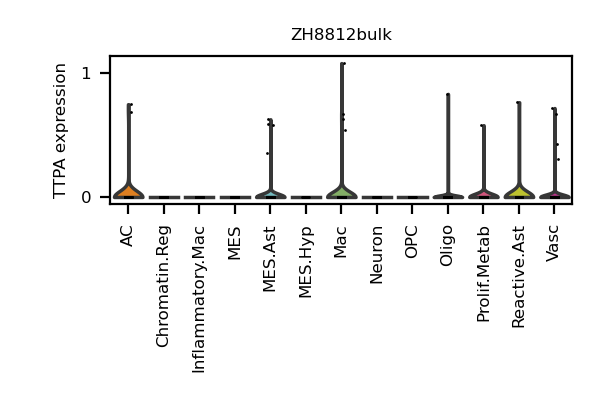 ZH8812bulk
TTPA expression
1
0
AC
Chromatin.Reg
Inflammatory.Mac
MES
MES.Ast
MES.Hyp
Mac
Neuron
OPC
Oligo
Prolif.Metab
Reactive.Ast
Vasc